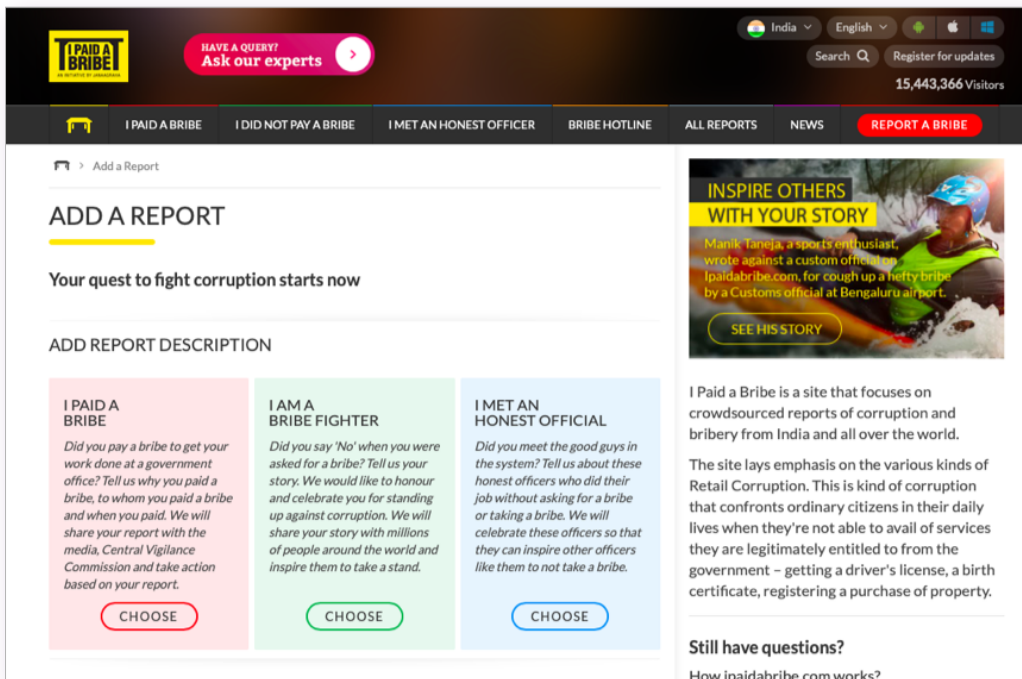 I PAID A
BRIBE
AN INITIATIVE BY JANAAGRAHA
HAVE A QUERY?
Ask our experts
India
English
Search
Register for updates
15,443,366 Visitors
I PAID A BRIBE
I DID NOT PAY A BRIBE
I MET AN HONEST OFFICER
BRIBE HOTLINE
ALL REPORTS
NEWS
REPORT A BRIBE
> Add a Report
ADD A REPORT
Your quest to fight corruption starts now
ADD REPORT DESCRIPTION
I PAID A
BRIBE
Did you pay a bribe to get your
work done at a government
office? Tell us why you paid a
bribe, to whom you paid a bribe
and when you paid. We will
share your report with the
media, Central Vigilance
Commission and take action
based on your report.
CHOOSE
I AM A
BRIBE FIGHTER
Did you say 'No' when you were
asked for a bribe? Tell us your
story. We would like to honour
and celebrate you for standing
up against corruption. We will
share your story with millions
of people around the world and
inspire them to take a stand.
CHOOSE
I MET AN
HONEST OFFICIAL
Did you meet the good guys in
the system? Tell us about these
honest officers who did their
job without asking for a bribe
or taking a bribe. We will
celebrate these officers so that
they can inspire other officers
like them to not take a bribe.
CHOOSE
INSPIRE OTHERS
WITH YOUR STORY
Manik Taneja, a sports enthusiast,
wrote against a custom official on
Ipaidabribe.com, for cough up a hefty bribe
by a Customs official at Bengaluru airport.
SEE HIS STORY
I Paid a Bribe is a site that focuses on
crowdsourced reports of corruption and
bribery from India and all over the world.
The site lays emphasis on the various kinds of
Retail Corruption. This is kind of corruption
that confronts ordinary citizens in their daily
lives when they're not able to avail of services
they are legitimately entitled to from the
government – getting a driver's license, a birth
certificate, registering a purchase of property.
Still have questions?
How ipaidabribe.com works?